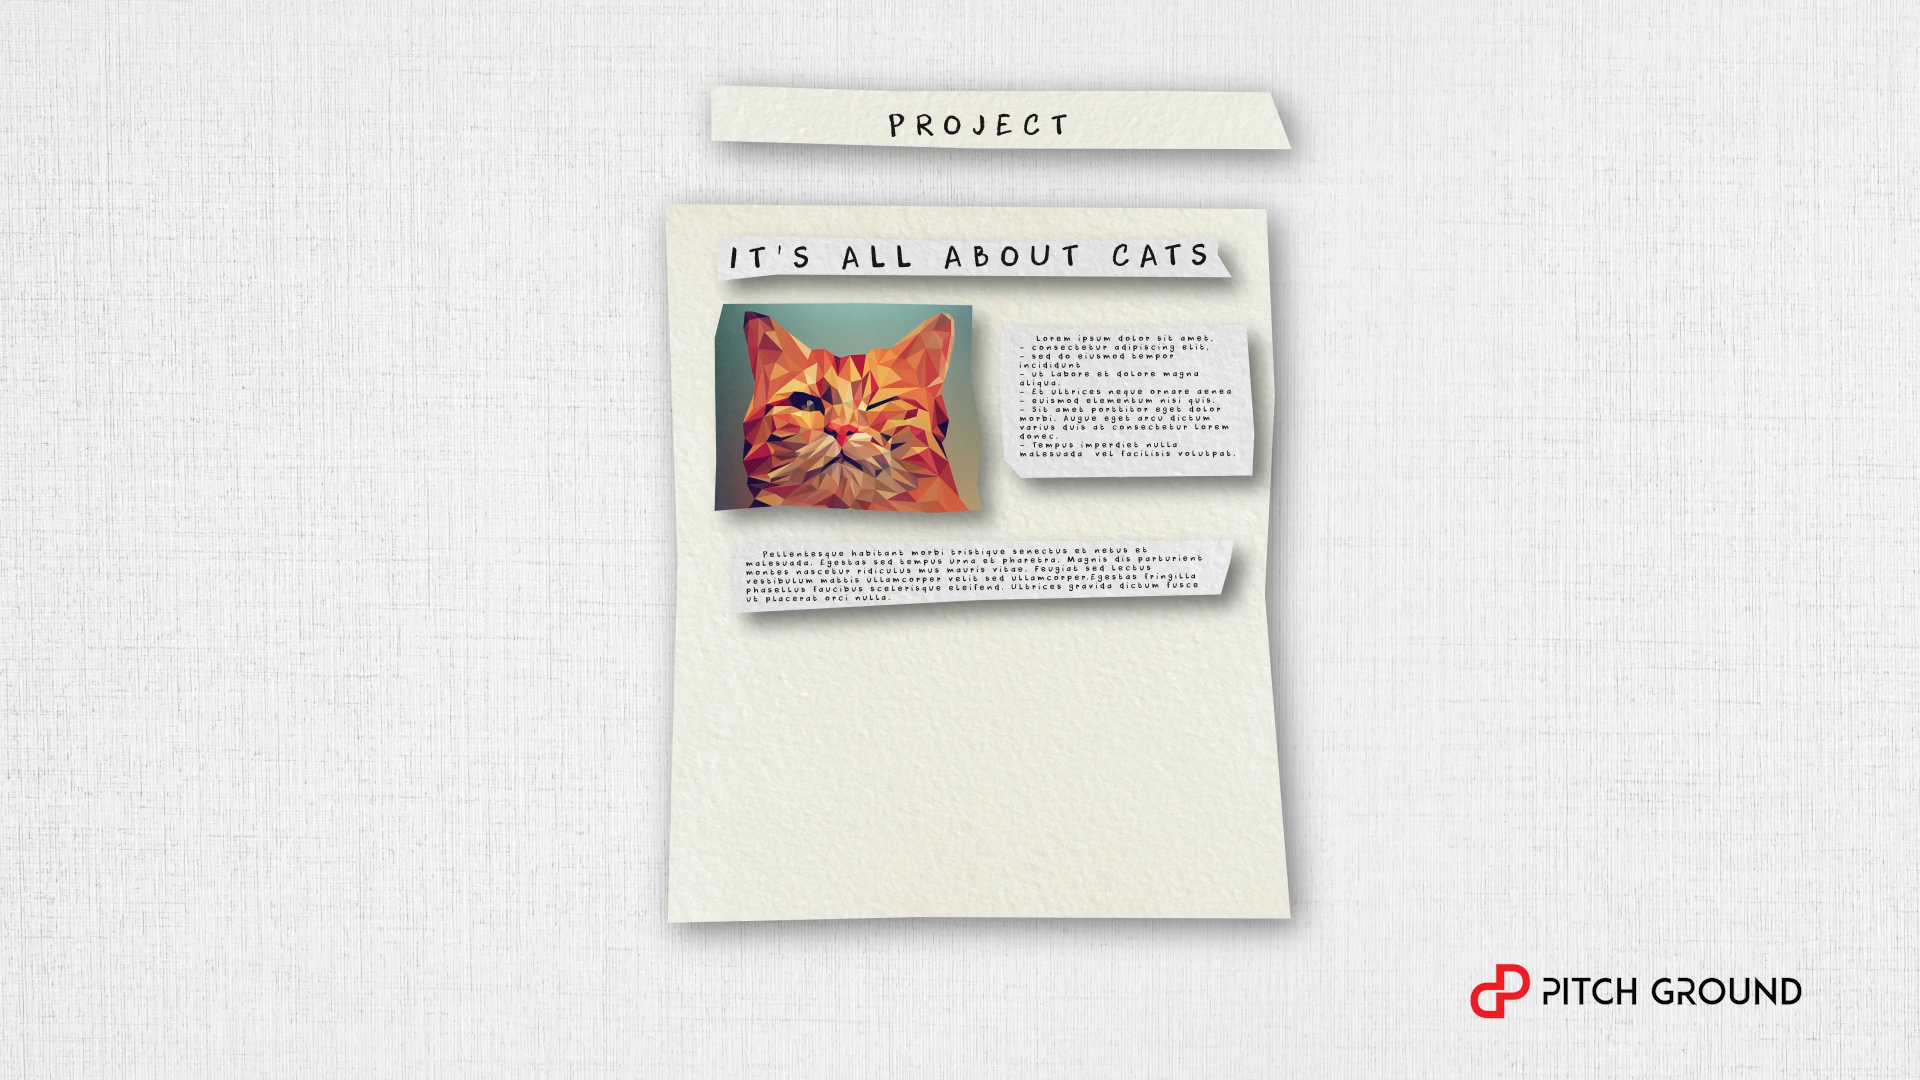 PROJECT
IT'S ALL ABOUT CATS
Lorem ipsum dolor sit amet,
- consectetur adipiscing elit,
- sed do eiusmod tempor
incididunt
- ut labore et dolore magna
aliqua.
- Et ultrices neque ornare aenea
- euismod elementum nisi quis.
- Sit amet porttitor eget dolor
morbi. Augue eget arcu dictum
varius duis at consectetur lorem
donec.
- Tempus imperdiet nulla
malesuada vel facilisis volutpat.
Pellentesque habitant morbi tristique senectus et netus et
malesuada. Egestas sed tempus urna et pharetra. Magnis dis parturient
montes nascetur ridiculus mus mauris vitae. Feugiat sed lectus
vestibulum mattis ullamcorper velit sed ullamcorper.Egestas fringilla
phasellus faucibus scelerisque eleifend. Ultrices gravida dictum fusce
ut placerat orci nulla.
PITCH GROUND